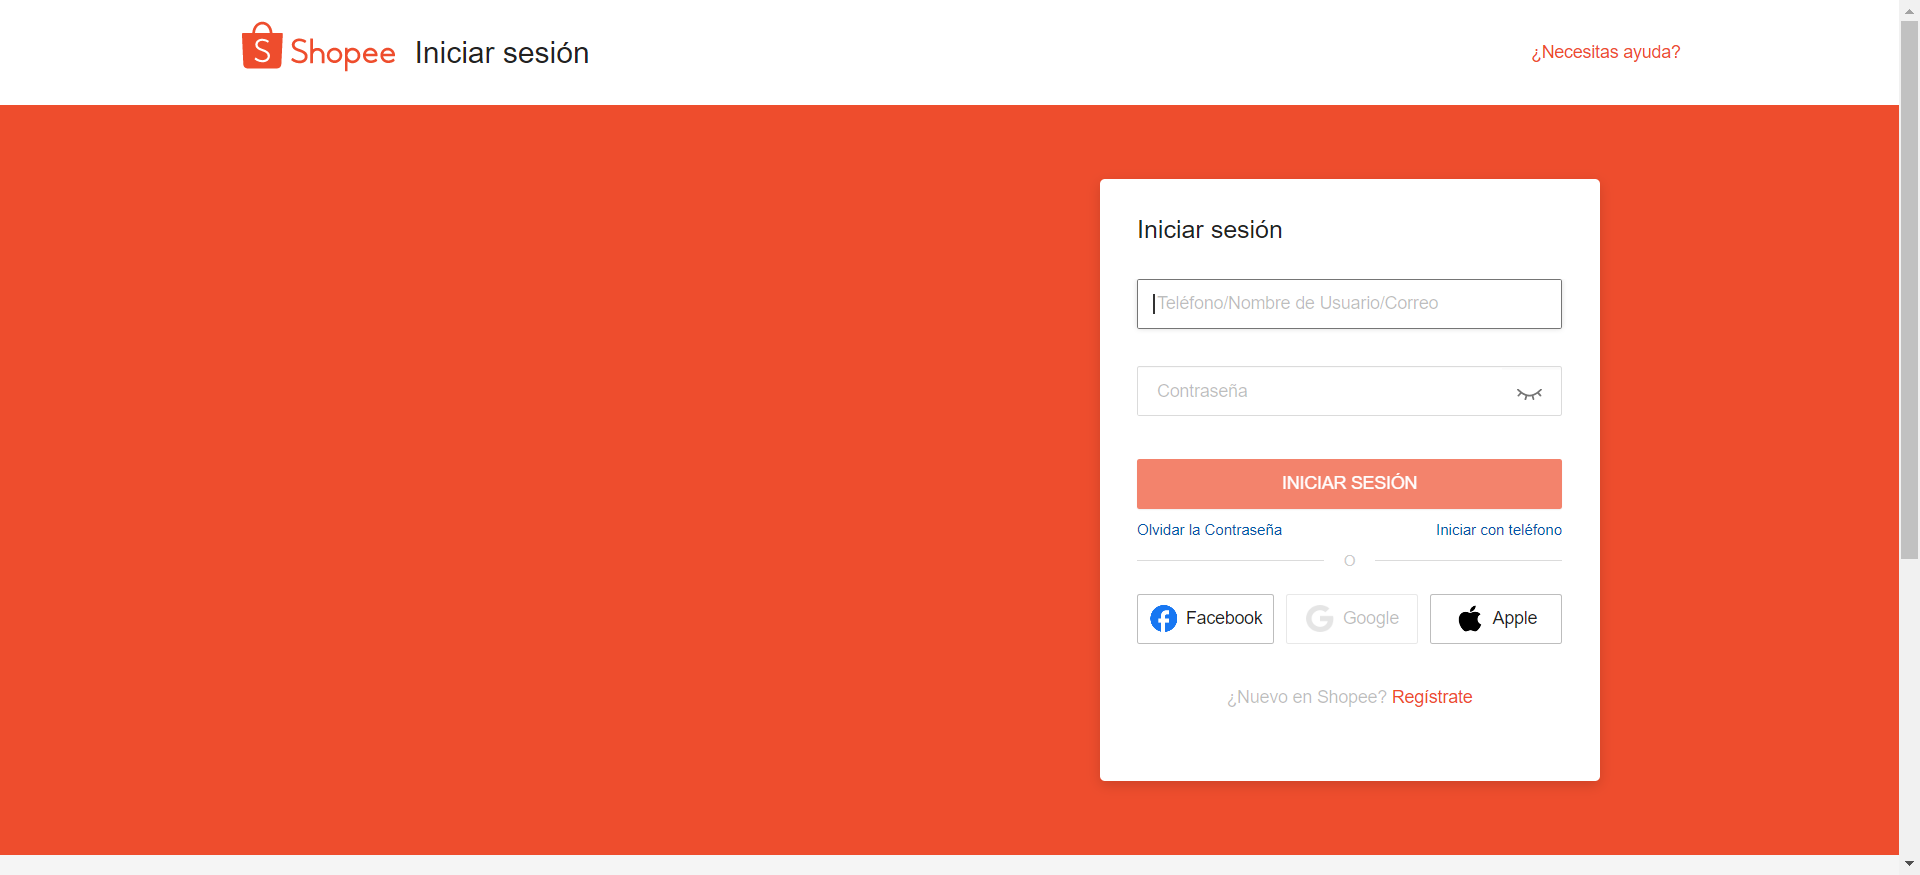 Shopee Iniciar sesión
¿Necesitas ayuda?
Iniciar sesión
Teléfono/Nombre de Usuario/Correo
Contraseña
INICIAR SESIÓN
Olvidar la Contraseña Iniciar con teléfono
O
Facebook Google Apple
¿Nuevo en Shopee? Regístrate